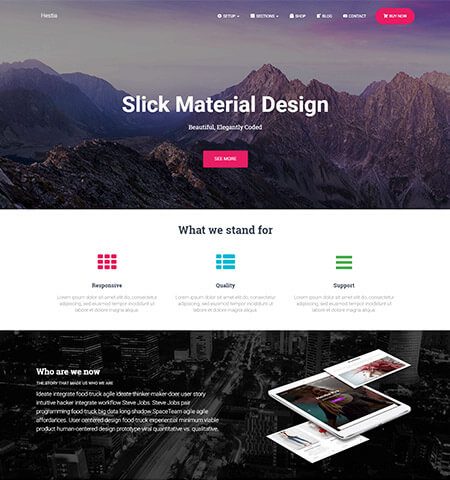 Hestia
SETUP
SECTIONS
SHOP
BLOG
CONTACT
BUY NOW
Slick Material Design
Beautiful, Elegantly Coded
SEE MORE
What we stand for
Responsive
Quality
Support
Lorem ipsum dolor sit amet elit do, consectetur
adipiscing, sed eiusmod tempor incididunt ut
labore et dolore magna aliqua.
Lorem ipsum dolor sit amet elit do, consectetur
adipiscing, sed eiusmod tempor incididunt ut
labore et dolore magna aliqua.
Lorem ipsum dolor sit amet elit do, consectetur
adipiscing, sed eiusmod tempor incididunt ut
labore et dolore magna aliqua.
Who are we now
THE STORY THAT MADE US WHO WE ARE
Ideate integrate food-truck agile Ideate thinker-maker-doer user story
intuitive hacker integrate workflow Steve Jobs. Steve Jobs pair
programming food-truck big data long shadow SpaceTeam agile agile
affordances. User centered design food-truck experiential minimum viable
product human-centered design prototype viral quantitative vs. qualitative.